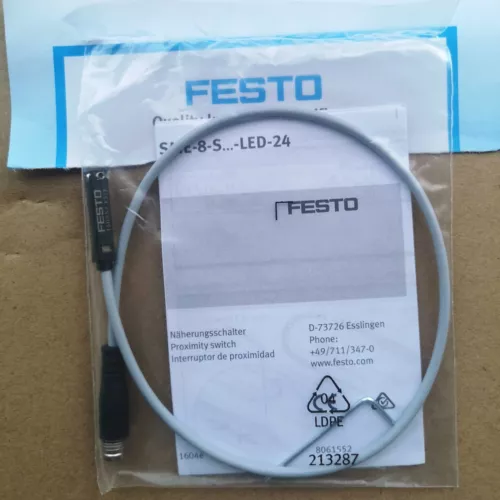 FESTO
-8-S...-LED-24
FESTO
FESTO
Näherungsschalter
Proximity switch
Interruptor de proximidad
D-73726 Esslingen
Phone:
+49/711/347-0
www.festo.com
04
LDPE
8061552
213287